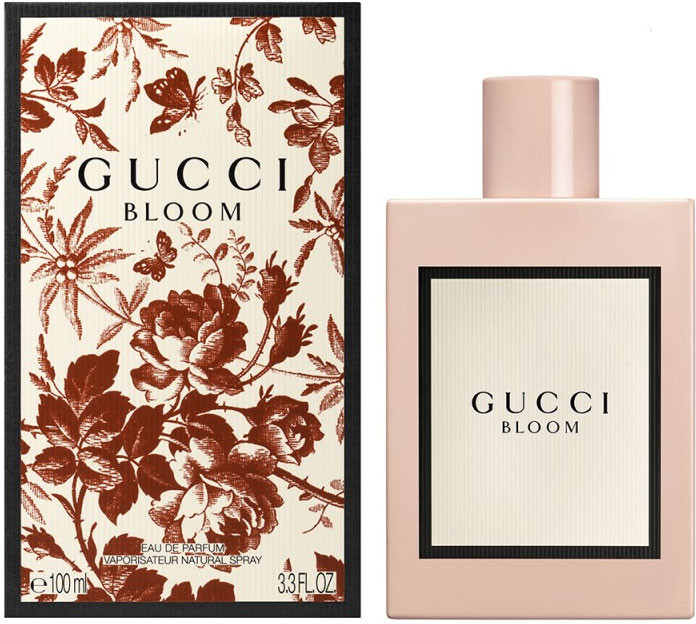 GUCCI
BLOOM
EAU DE PARFUM
VAPORISATEUR NATURAL SPRAY
℮100 ml 3.3 FL.OZ.
GUCCI
BLOOM